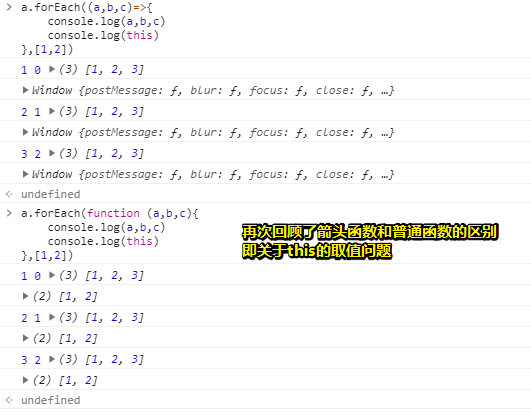 > a.forEach((a,b,c)=>{
console.log(a,b,c)
console.log(this)
},[1,2])
1 0 ▶(3) [1, 2, 3]
▶Window {postMessage: ƒ, blur: ƒ, focus: ƒ, close: ƒ, …}
2 1 ▶(3) [1, 2, 3]
▶Window {postMessage: ƒ, blur: ƒ, focus: ƒ, close: ƒ, …}
3 2 ▶(3) [1, 2, 3]
▶Window {postMessage: ƒ, blur: ƒ, focus: ƒ, close: ƒ, …}
undefined
> a.forEach(function (a,b,c){
console.log(a,b,c)
console.log(this)
},[1,2])
再次回顾了箭头函数和普通函数的区别
即关于this的取值问题
1 0 ▶(3) [1, 2, 3]
▶(2) [1, 2]
2 1 ▶(3) [1, 2, 3]
▶(2) [1, 2]
3 2 ▶(3) [1, 2, 3]
▶(2) [1, 2]
undefined